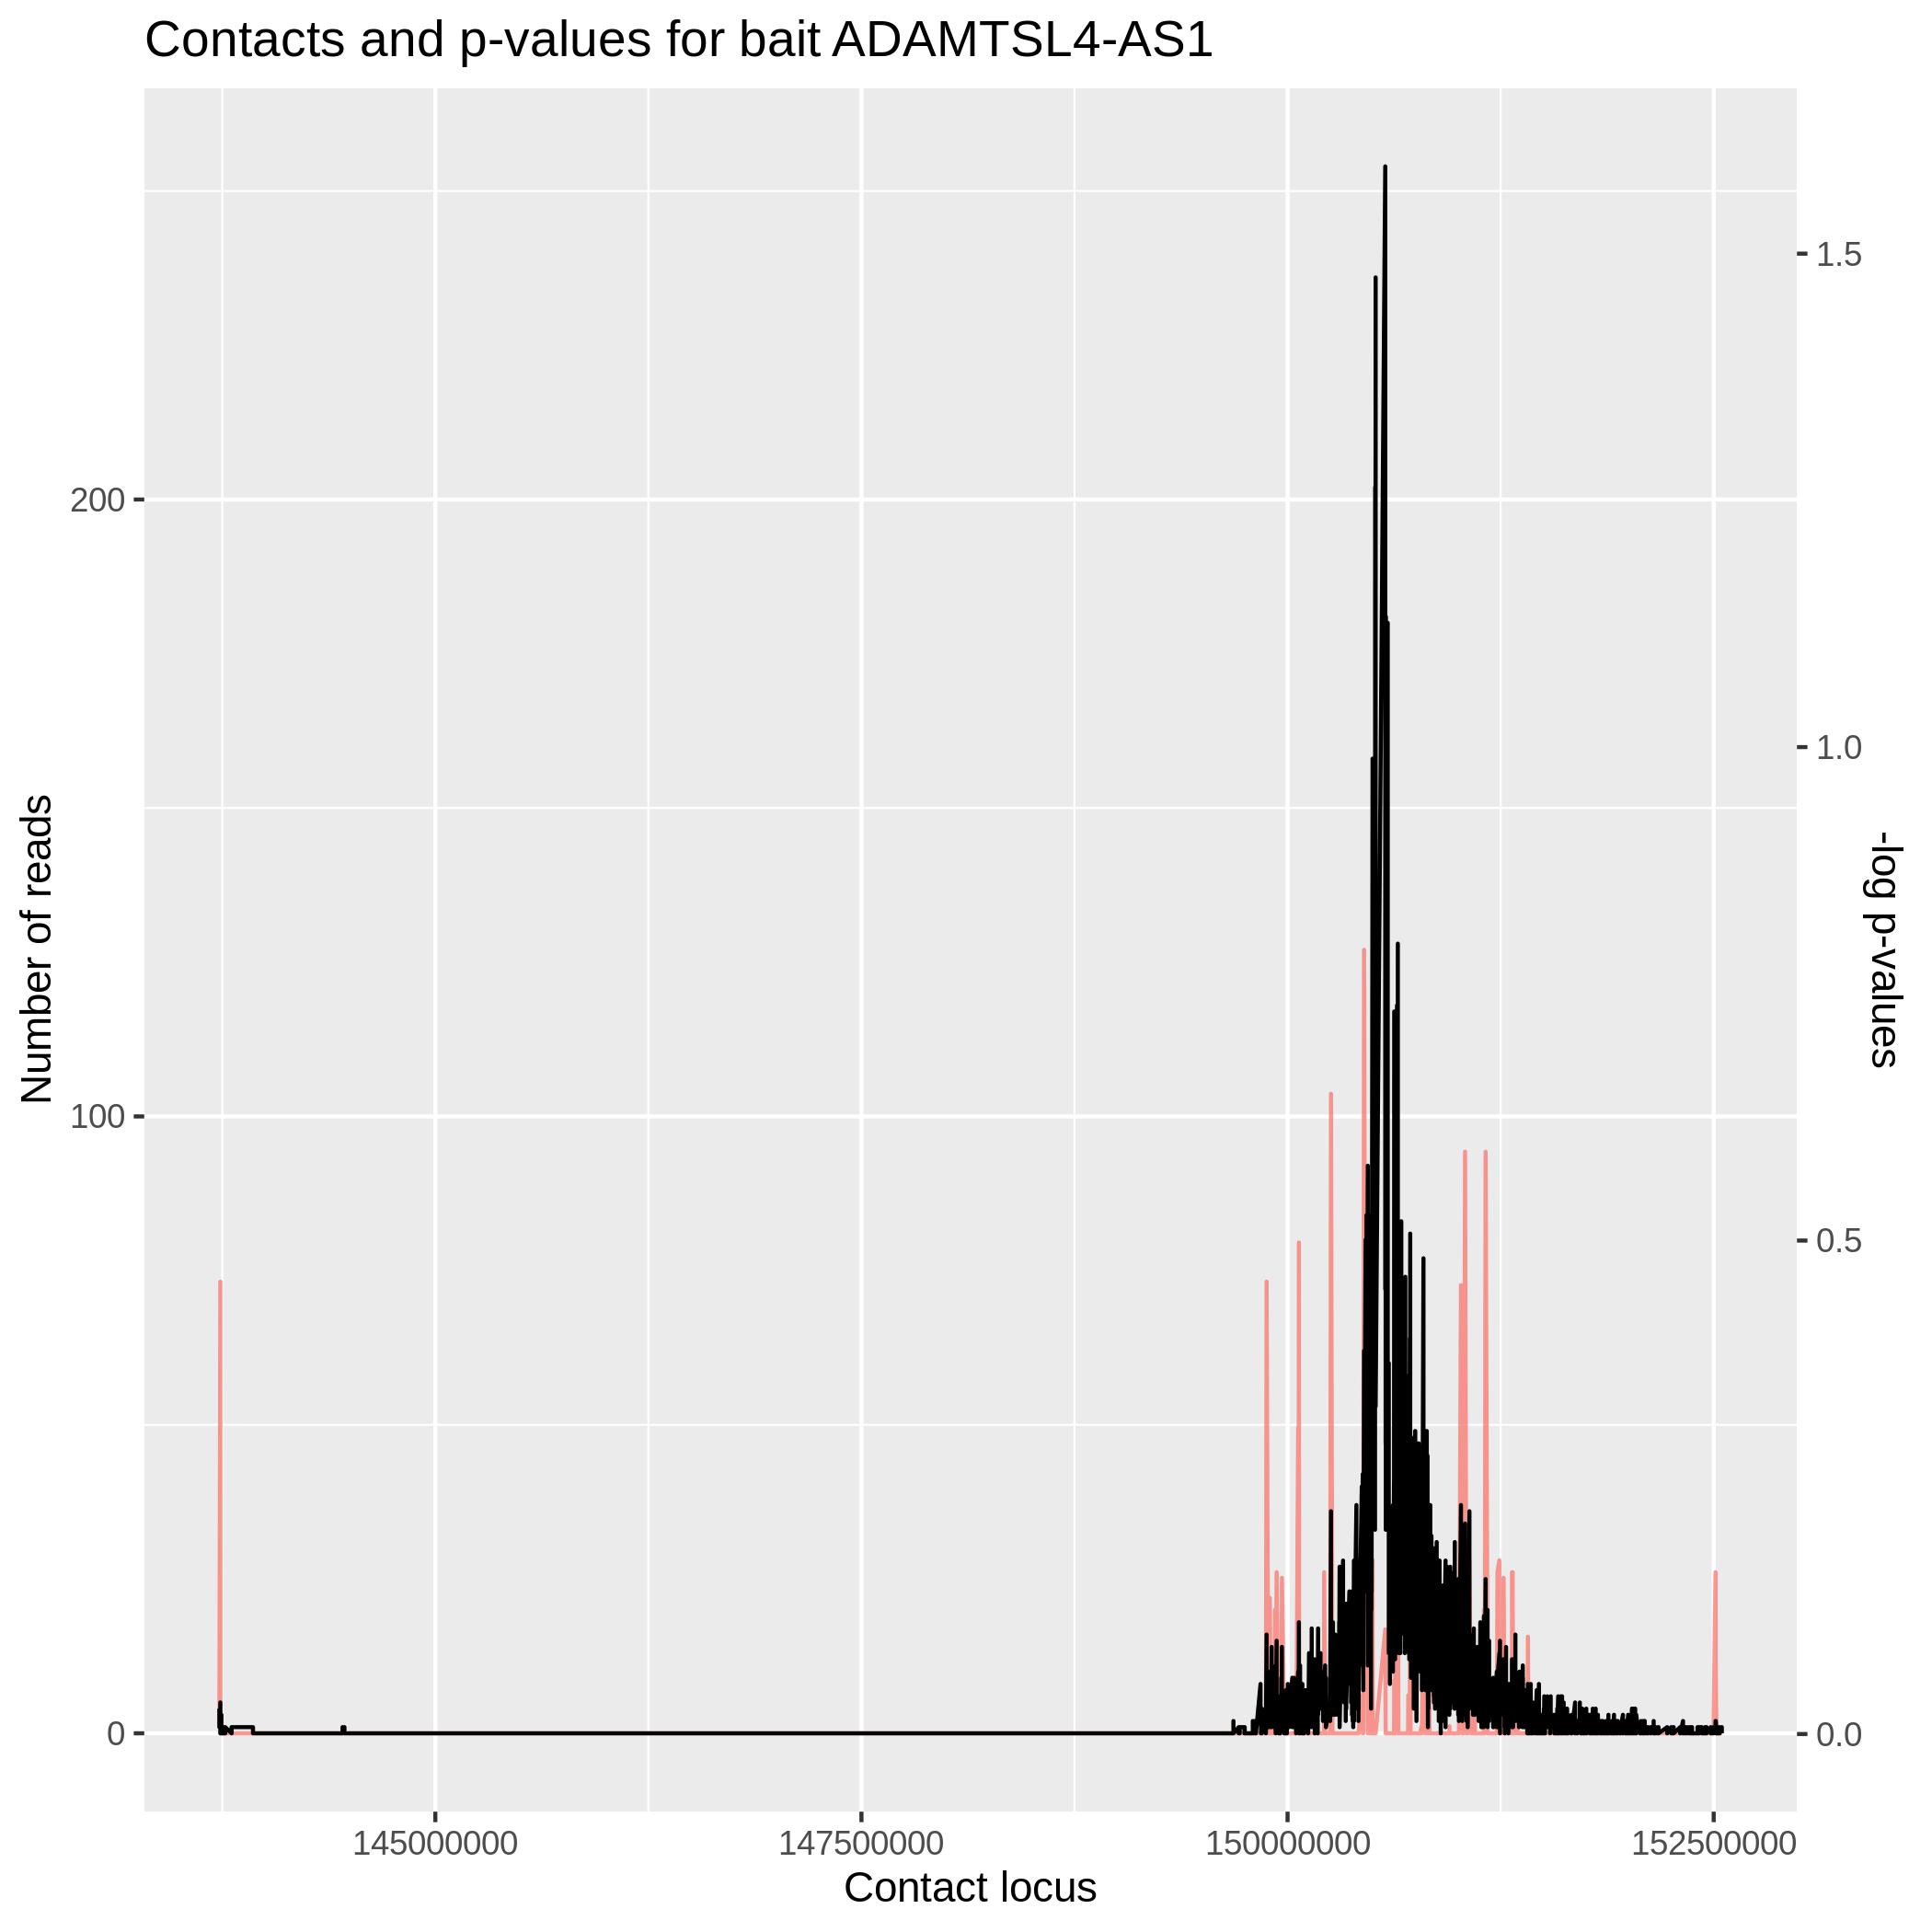 Contacts and p-values for bait ADAMTSL4-AS1
Number of reads
200
100
0
1.5
1.0
0.5
0.0
-log p-values
145000000
147500000
150000000
152500000
Contact locus